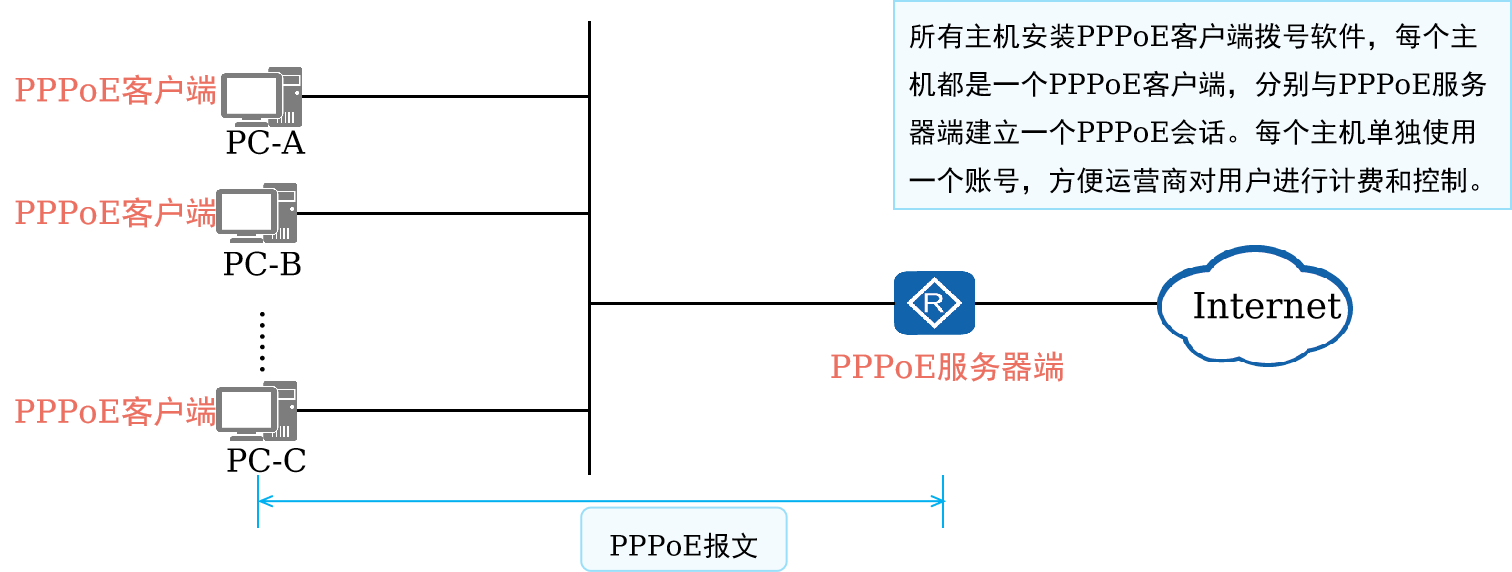 所有主机安装PPPoE客户端拨号软件，每个主
机都是一个PPPoE客户端，分别与PPPoE服务
器端建立一个PPPoE会话。每个主机单独使用
一个账号，方便运营商对用户进行计费和控制。
PPPoE客户端
PC-A
PPPoE客户端
PC-B
R
Internet
PPPoE服务器端
PPPoE客户端
PC-C
PPPoE报文